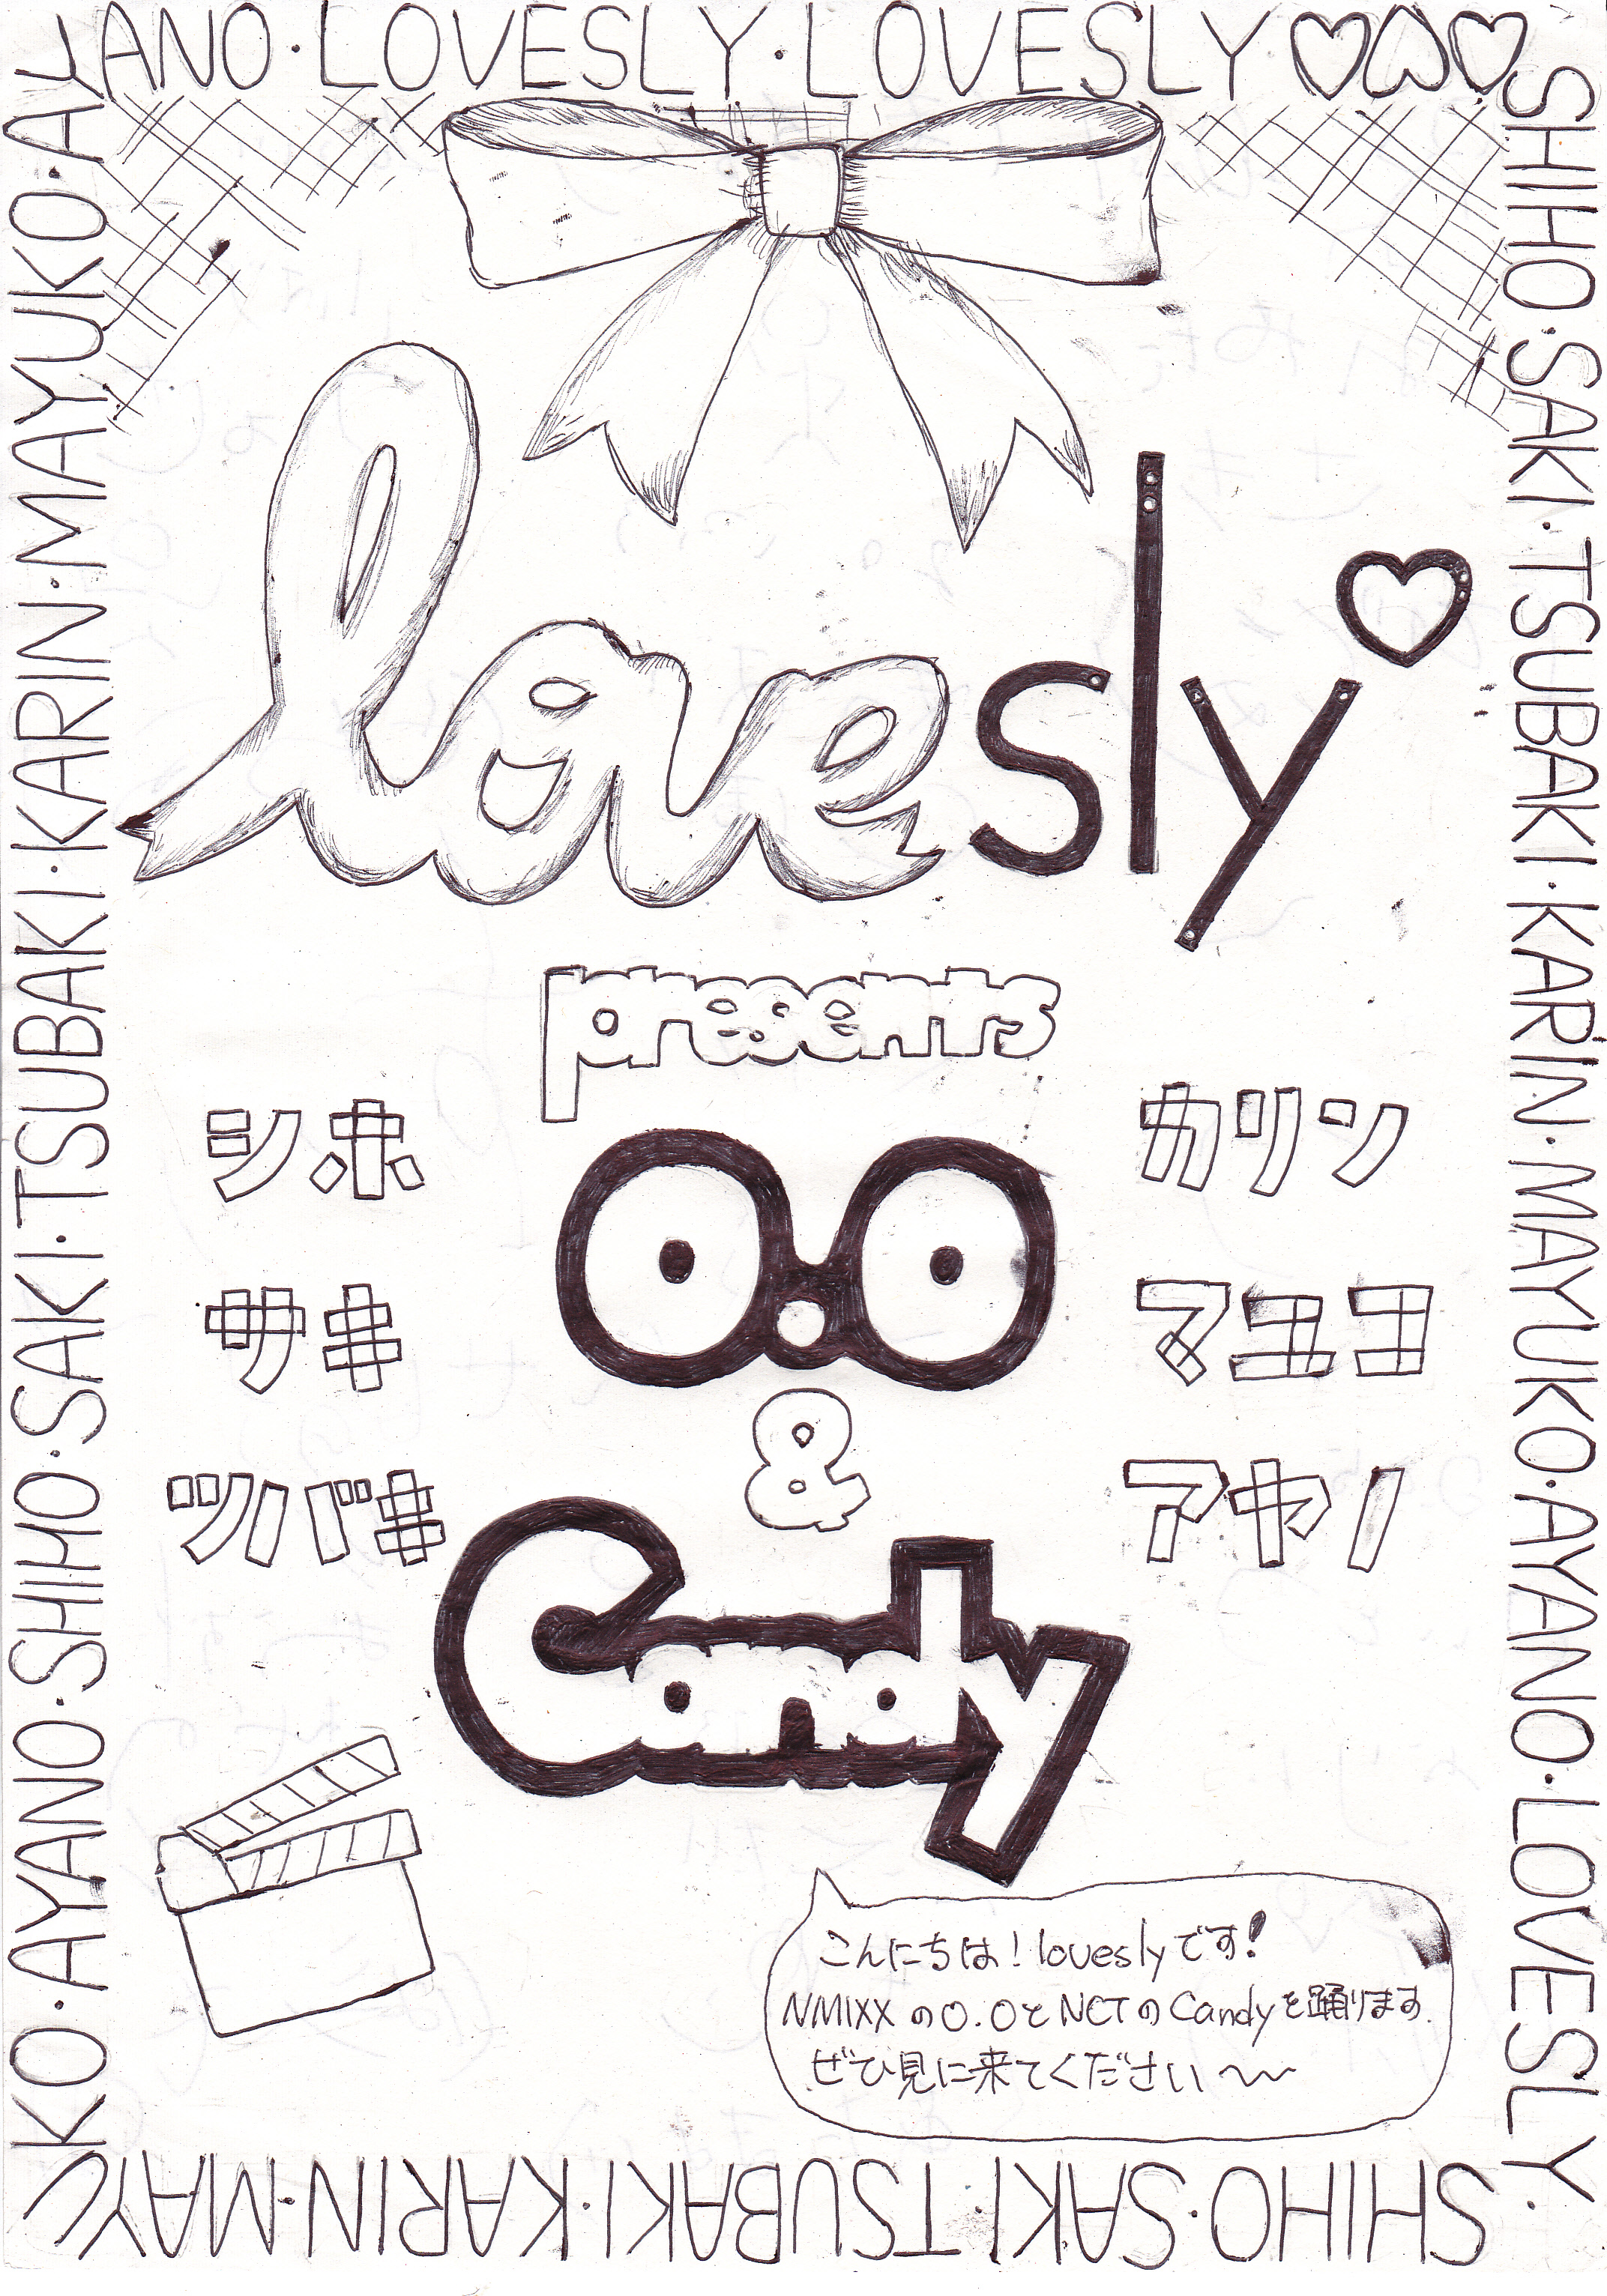 AYANO・LOVESLY・LOVESLY♡♡♡
SHIHO・SAKI・TSUBAKI・KARIN・MAYUKO・AYANO・LOVESLY・
SHIHO・SAKI・TSUBAKI・KARIN・MAYUKO・AYANO・SHIHO・SAKI・TSUBAKI・KARIN・MAYUKO・
lovesly♡
presents
シホ
カリン
O.O
サキ
マユコ
&
ツバキ
アヤノ
Candy
こんにちは！loveslyです！
NMIXXのO.OとNCTのCandyを踊ります
ぜひ見に来てください〜〜